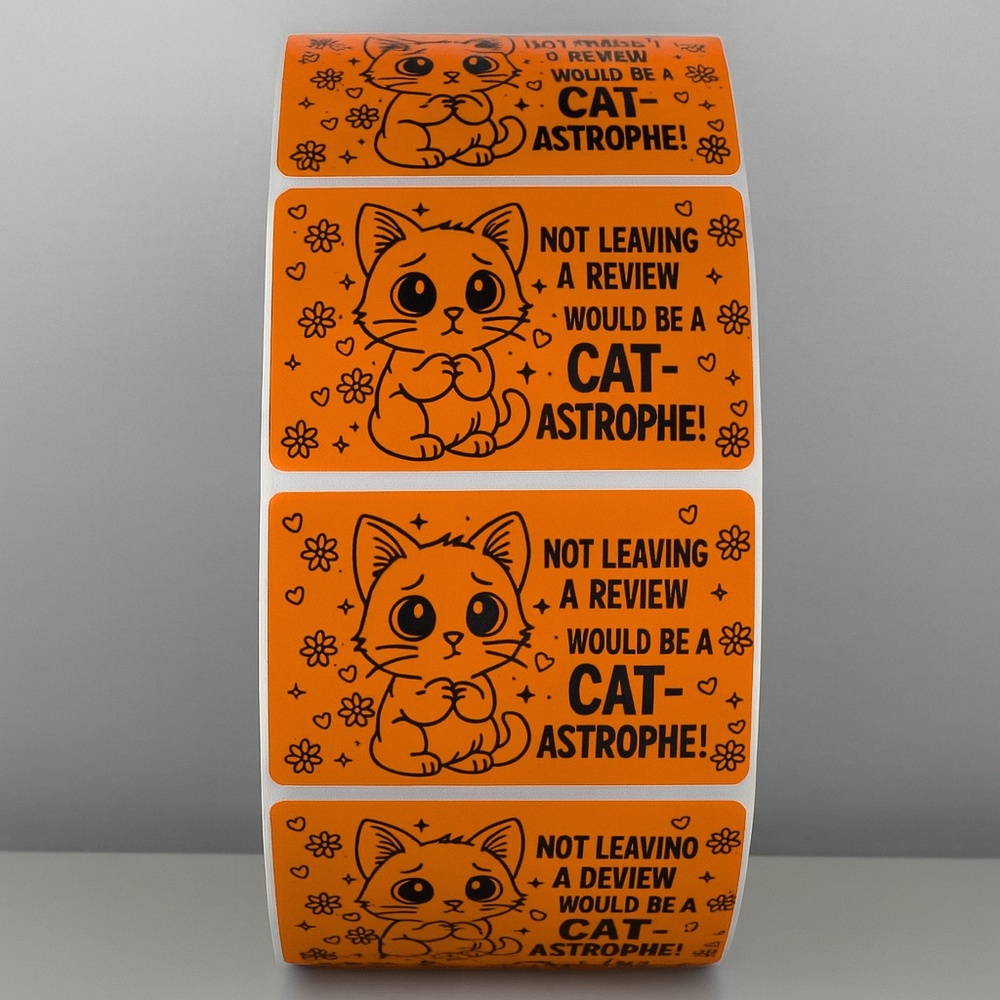 O REVIEW
WOULD BE A
CAT-
ASTROPHE!
NOT LEAVING
A REVIEW
WOULD BE A
CAT-
ASTROPHE!
NOT LEAVING
A REVIEW
WOULD BE A
CAT-
ASTROPHE!
NOT LEAVINO
A DEVIEW
WOULD BE A
CAT-
ASTROPHE!